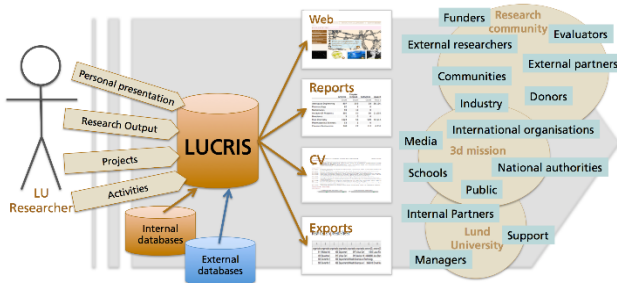 Personal presentation
Research Output
Projects
Activities
LU
Researcher
LUCRIS
Internal
databases
External
databases
Web
Reports
CV
Exports
Funders
Research
community
Evaluators
External researchers
External partners
Communities
Donors
Industry
International organisations
Media
3d mission
National authorities
Schools
Public
Internal Partners
Lund
University
Support
Managers